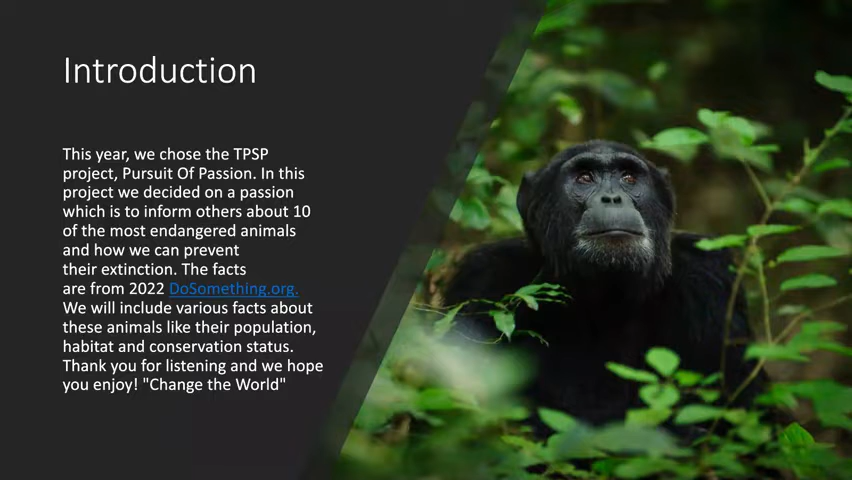 Introduction
This year, we chose the TPSP
project, Pursuit Of Passion. In this
project we decided on a passion
which is to inform others about 10
of the most endangered animals
and how we can prevent
their extinction. The facts
are from 2022 DoSomething.org.
We will include various facts about
these animals like their population,
habitat and conservation status.
Thank you for listening and we hope
you enjoy! "Change the World"